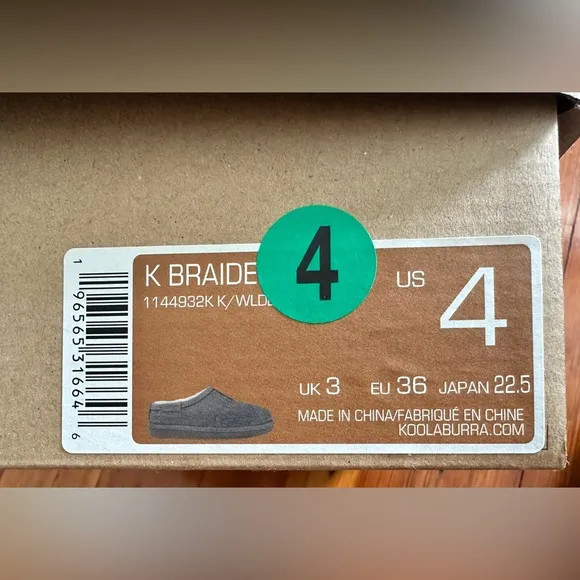 K BRAIDE
4
US 4
1144932K K/WLD
UK 3 EU 36 JAPAN 22.5
MADE IN CHINA/FABRIQUÉ EN CHINE
KOOLABURRA.COM
1 96565 31664 6